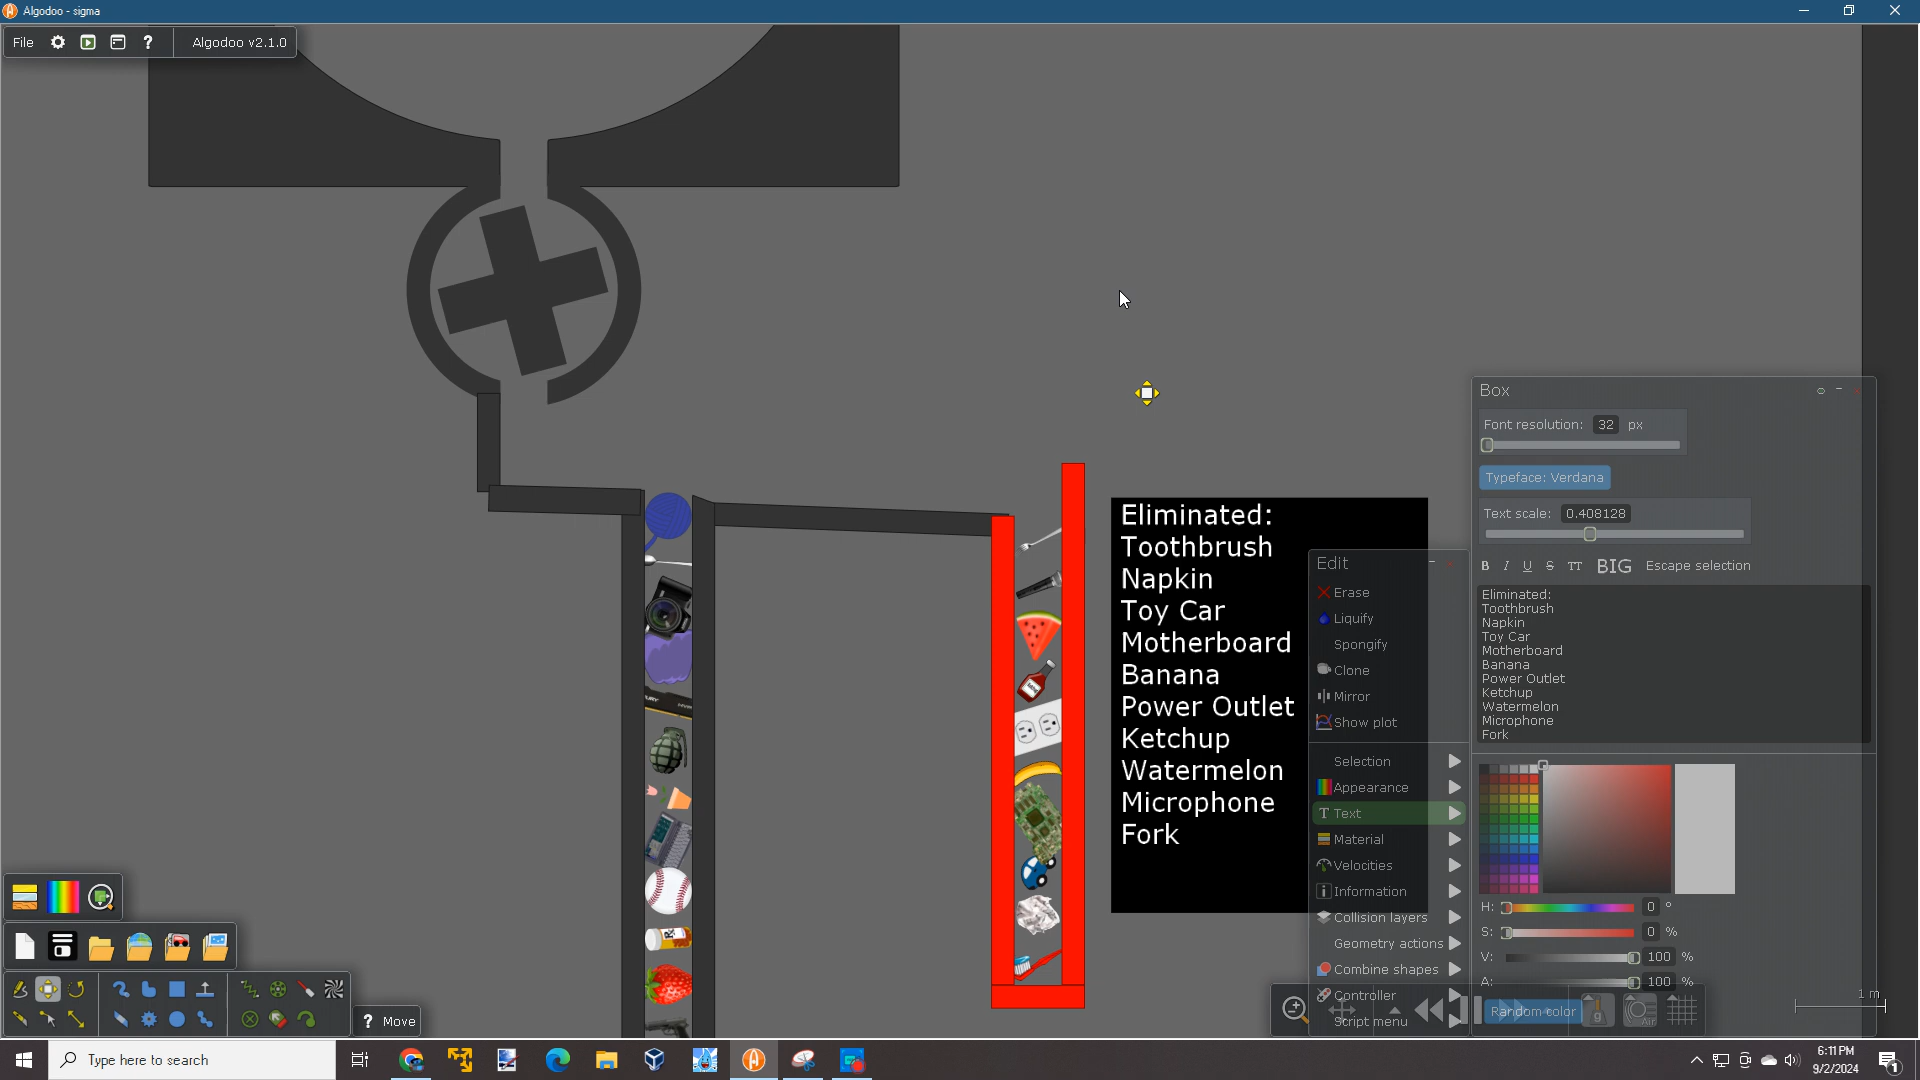 Algodoo - sigma
File
?
Algodoo v2.1.0
Eliminated:
Toothbrush
Napkin
Toy Car
Motherboard
Banana
Power Outlet
Ketchup
Watermelon
Microphone
Fork
Edit
Erase
Liquify
Spongify
Clone
Mirror
Show plot
Selection
Appearance
T Text
Material
Velocities
Information
Collision layers
Geometry actions
Combine shapes
Controller
Script menu
Box
Font resolution: 32 px
Typeface: Verdana
Text scale: 0.408128
B I U S TT BIG Escape selection
Eliminated:
Toothbrush
Napkin
Toy Car
Motherboard
Banana
Power Outlet
Ketchup
Watermelon
Microphone
Fork
H: 0 °
S: 0 %
V: 100 %
A: 100 %
Random color
g
Air
1 m
? Move
Type here to search
6:11 PM
9/2/2024
1